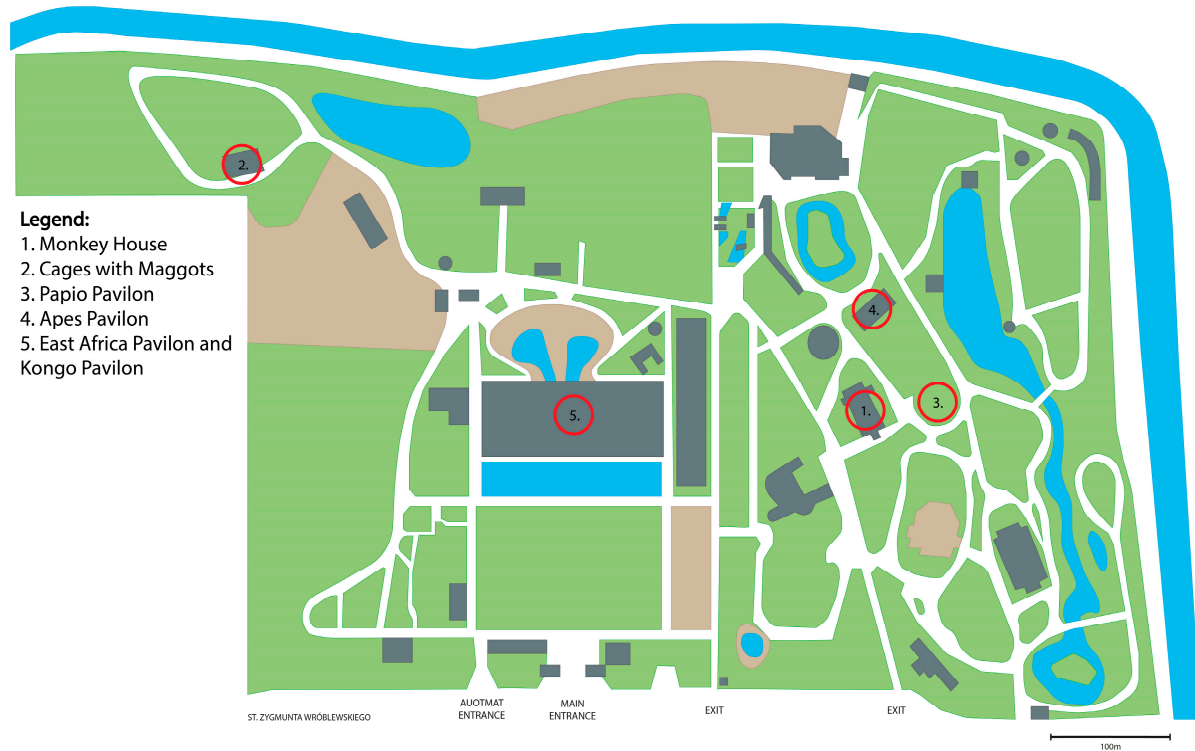 2.
Legend:
1. Monkey House
2. Cages with Maggots
3. Papio Pavilon
4. Apes Pavilon
5. East Africa Pavilon and
Kongo Pavilon
4.
3.
1.
5.
ST. ZYGMUNTA WRÓBLEWSKIEGO
AUOTMAT
ENTRANCE
MAIN
ENTRANCE
EXIT
EXIT
100m